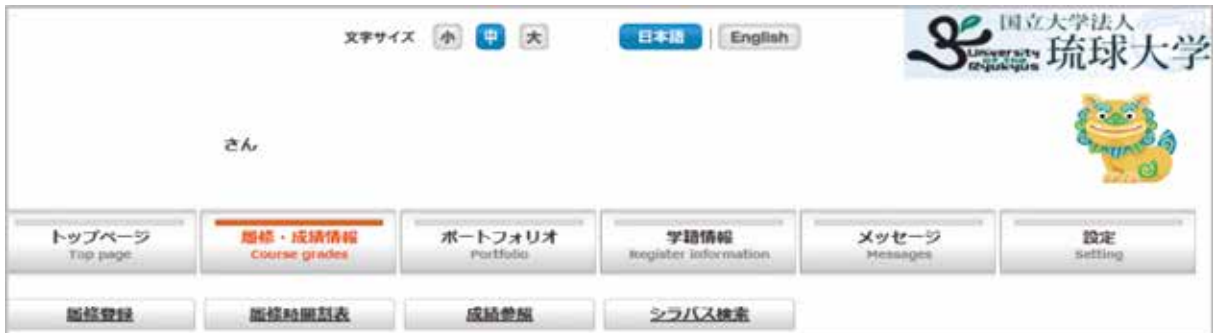 文字サイズ 小 中 大 日本語 English
国立大学法人
琉球大学
University
of the
Ryukyus
さん
トップページ 履修・成績情報 ポートフォリオ 学籍情報 メッセージ 設定
Top page Course grades Portfolio Register information Messages Setting
履修登録 履修時間割表 成績参照 シラバス検索